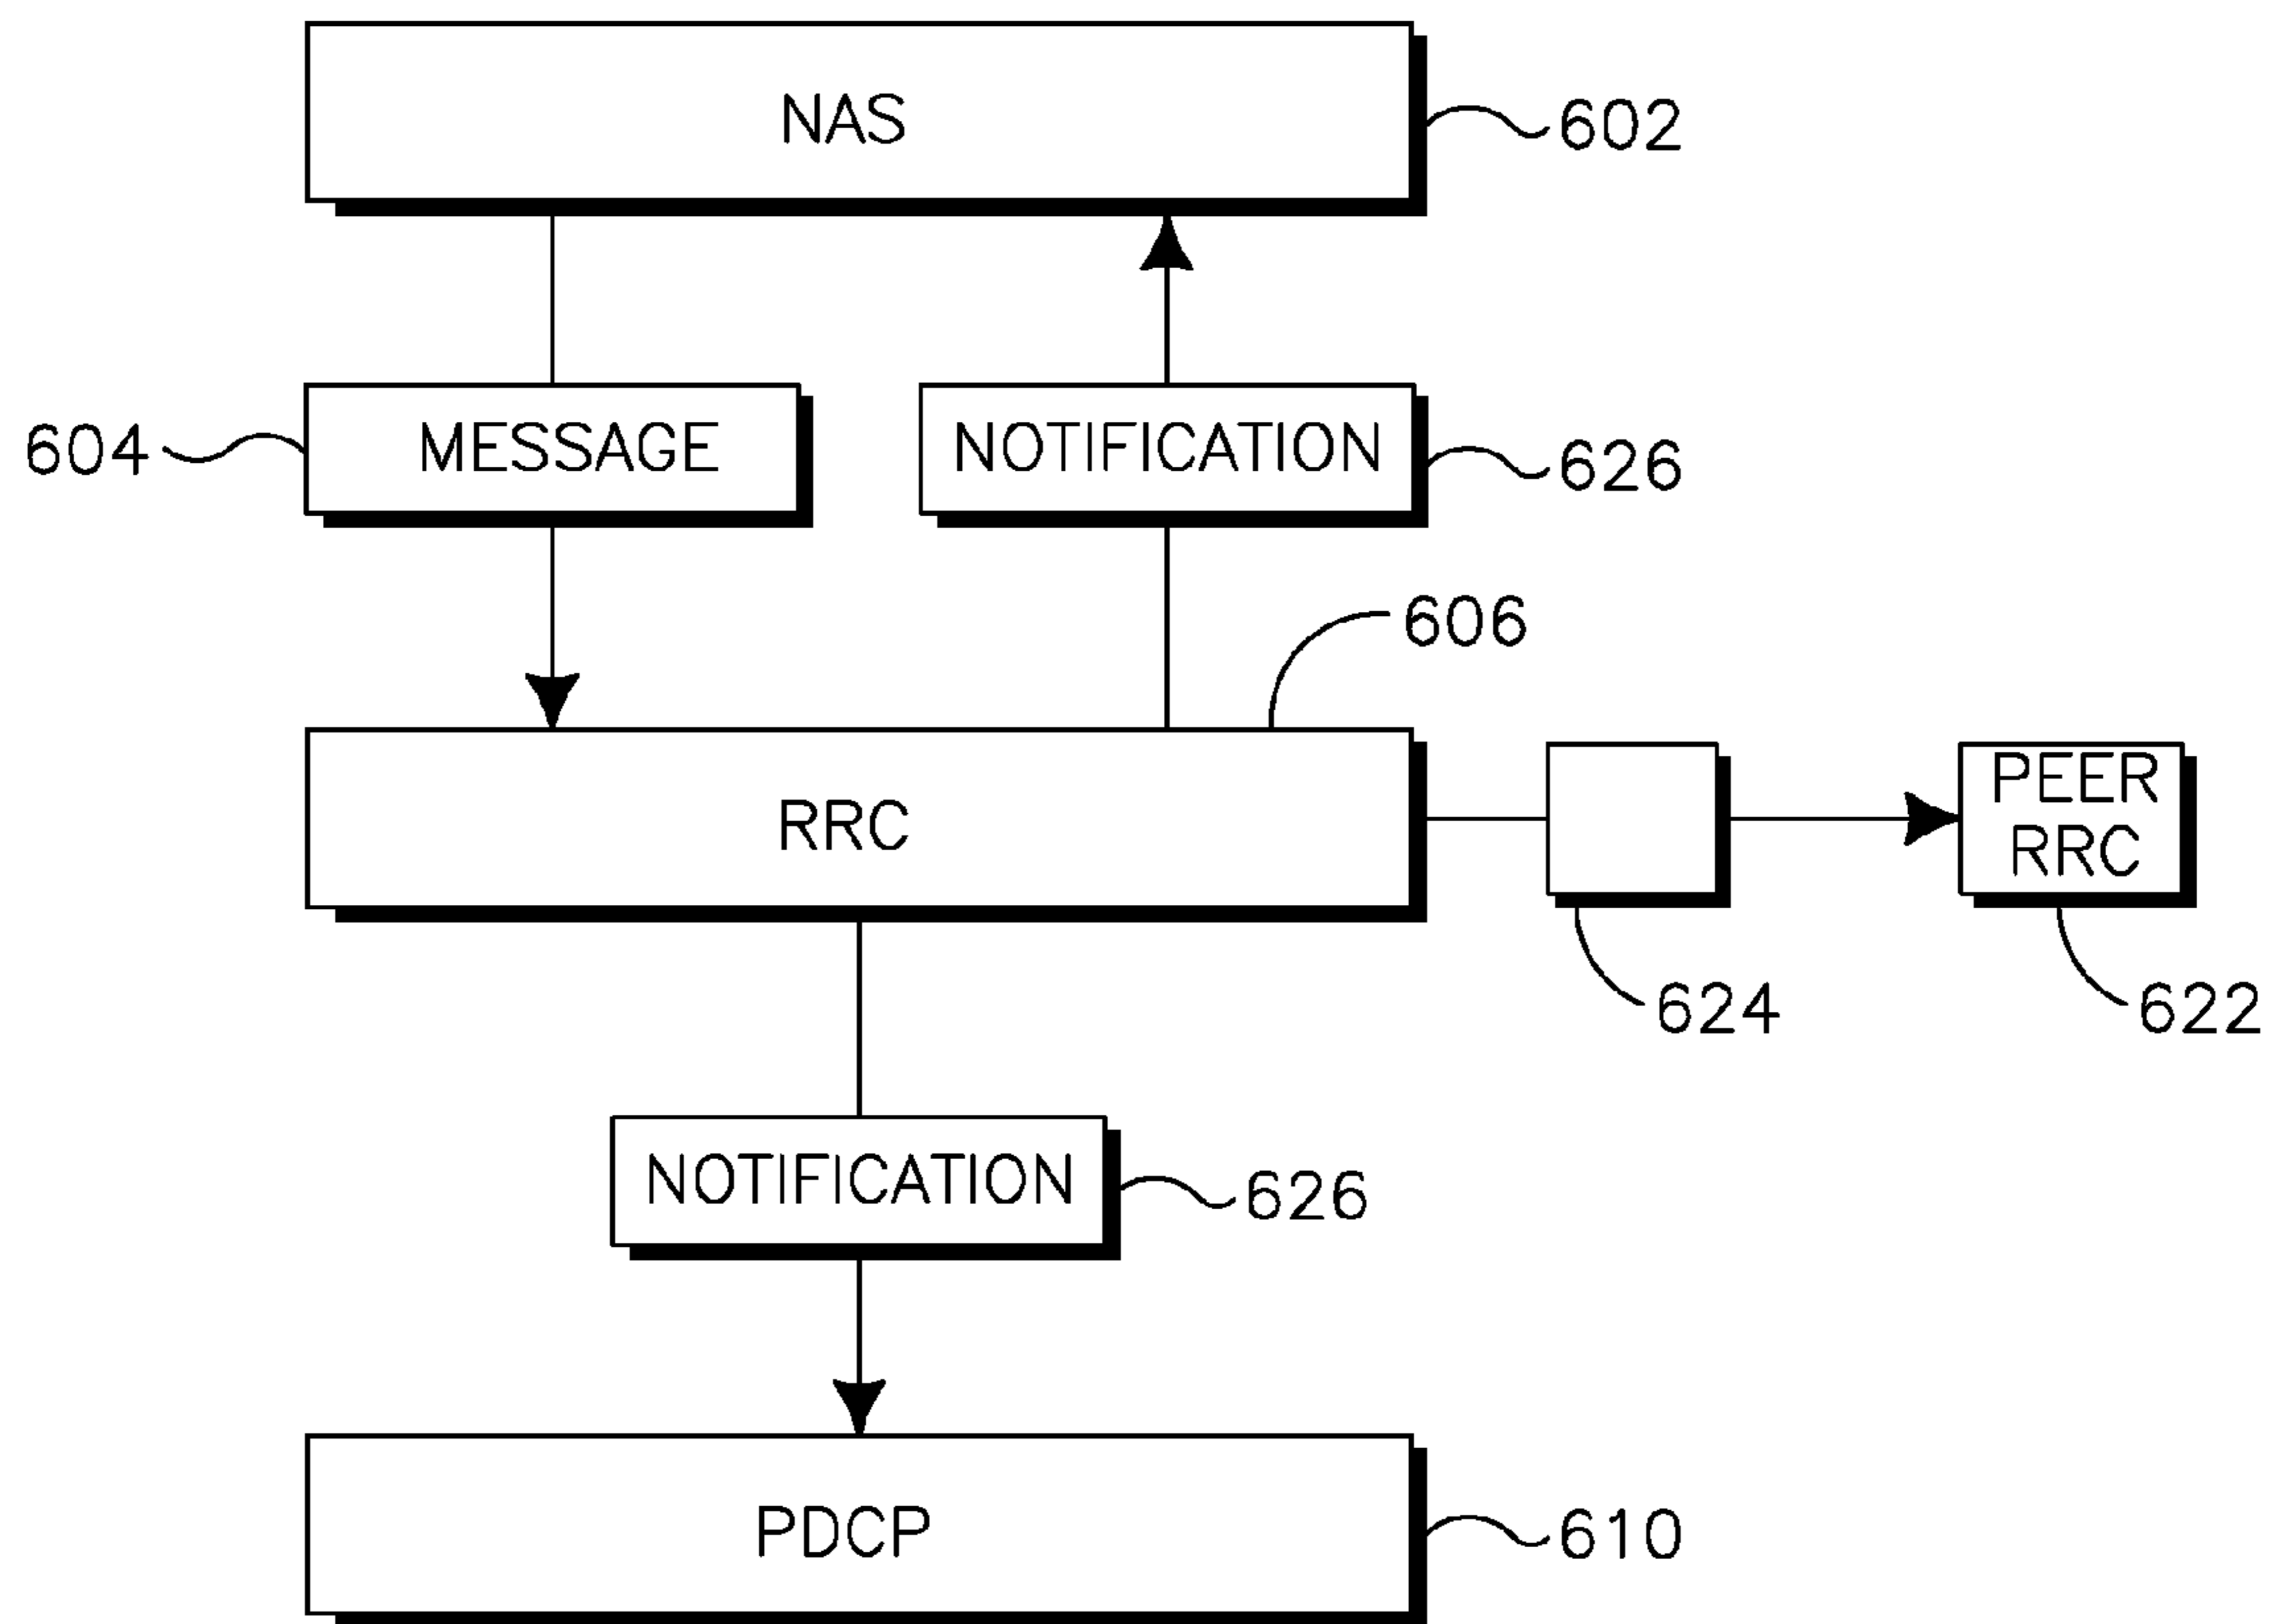 NAS
602
604
MESSAGE
NOTIFICATION
626
606
RRC
PEER
RRC
624
622
NOTIFICATION
626
PDCP
610